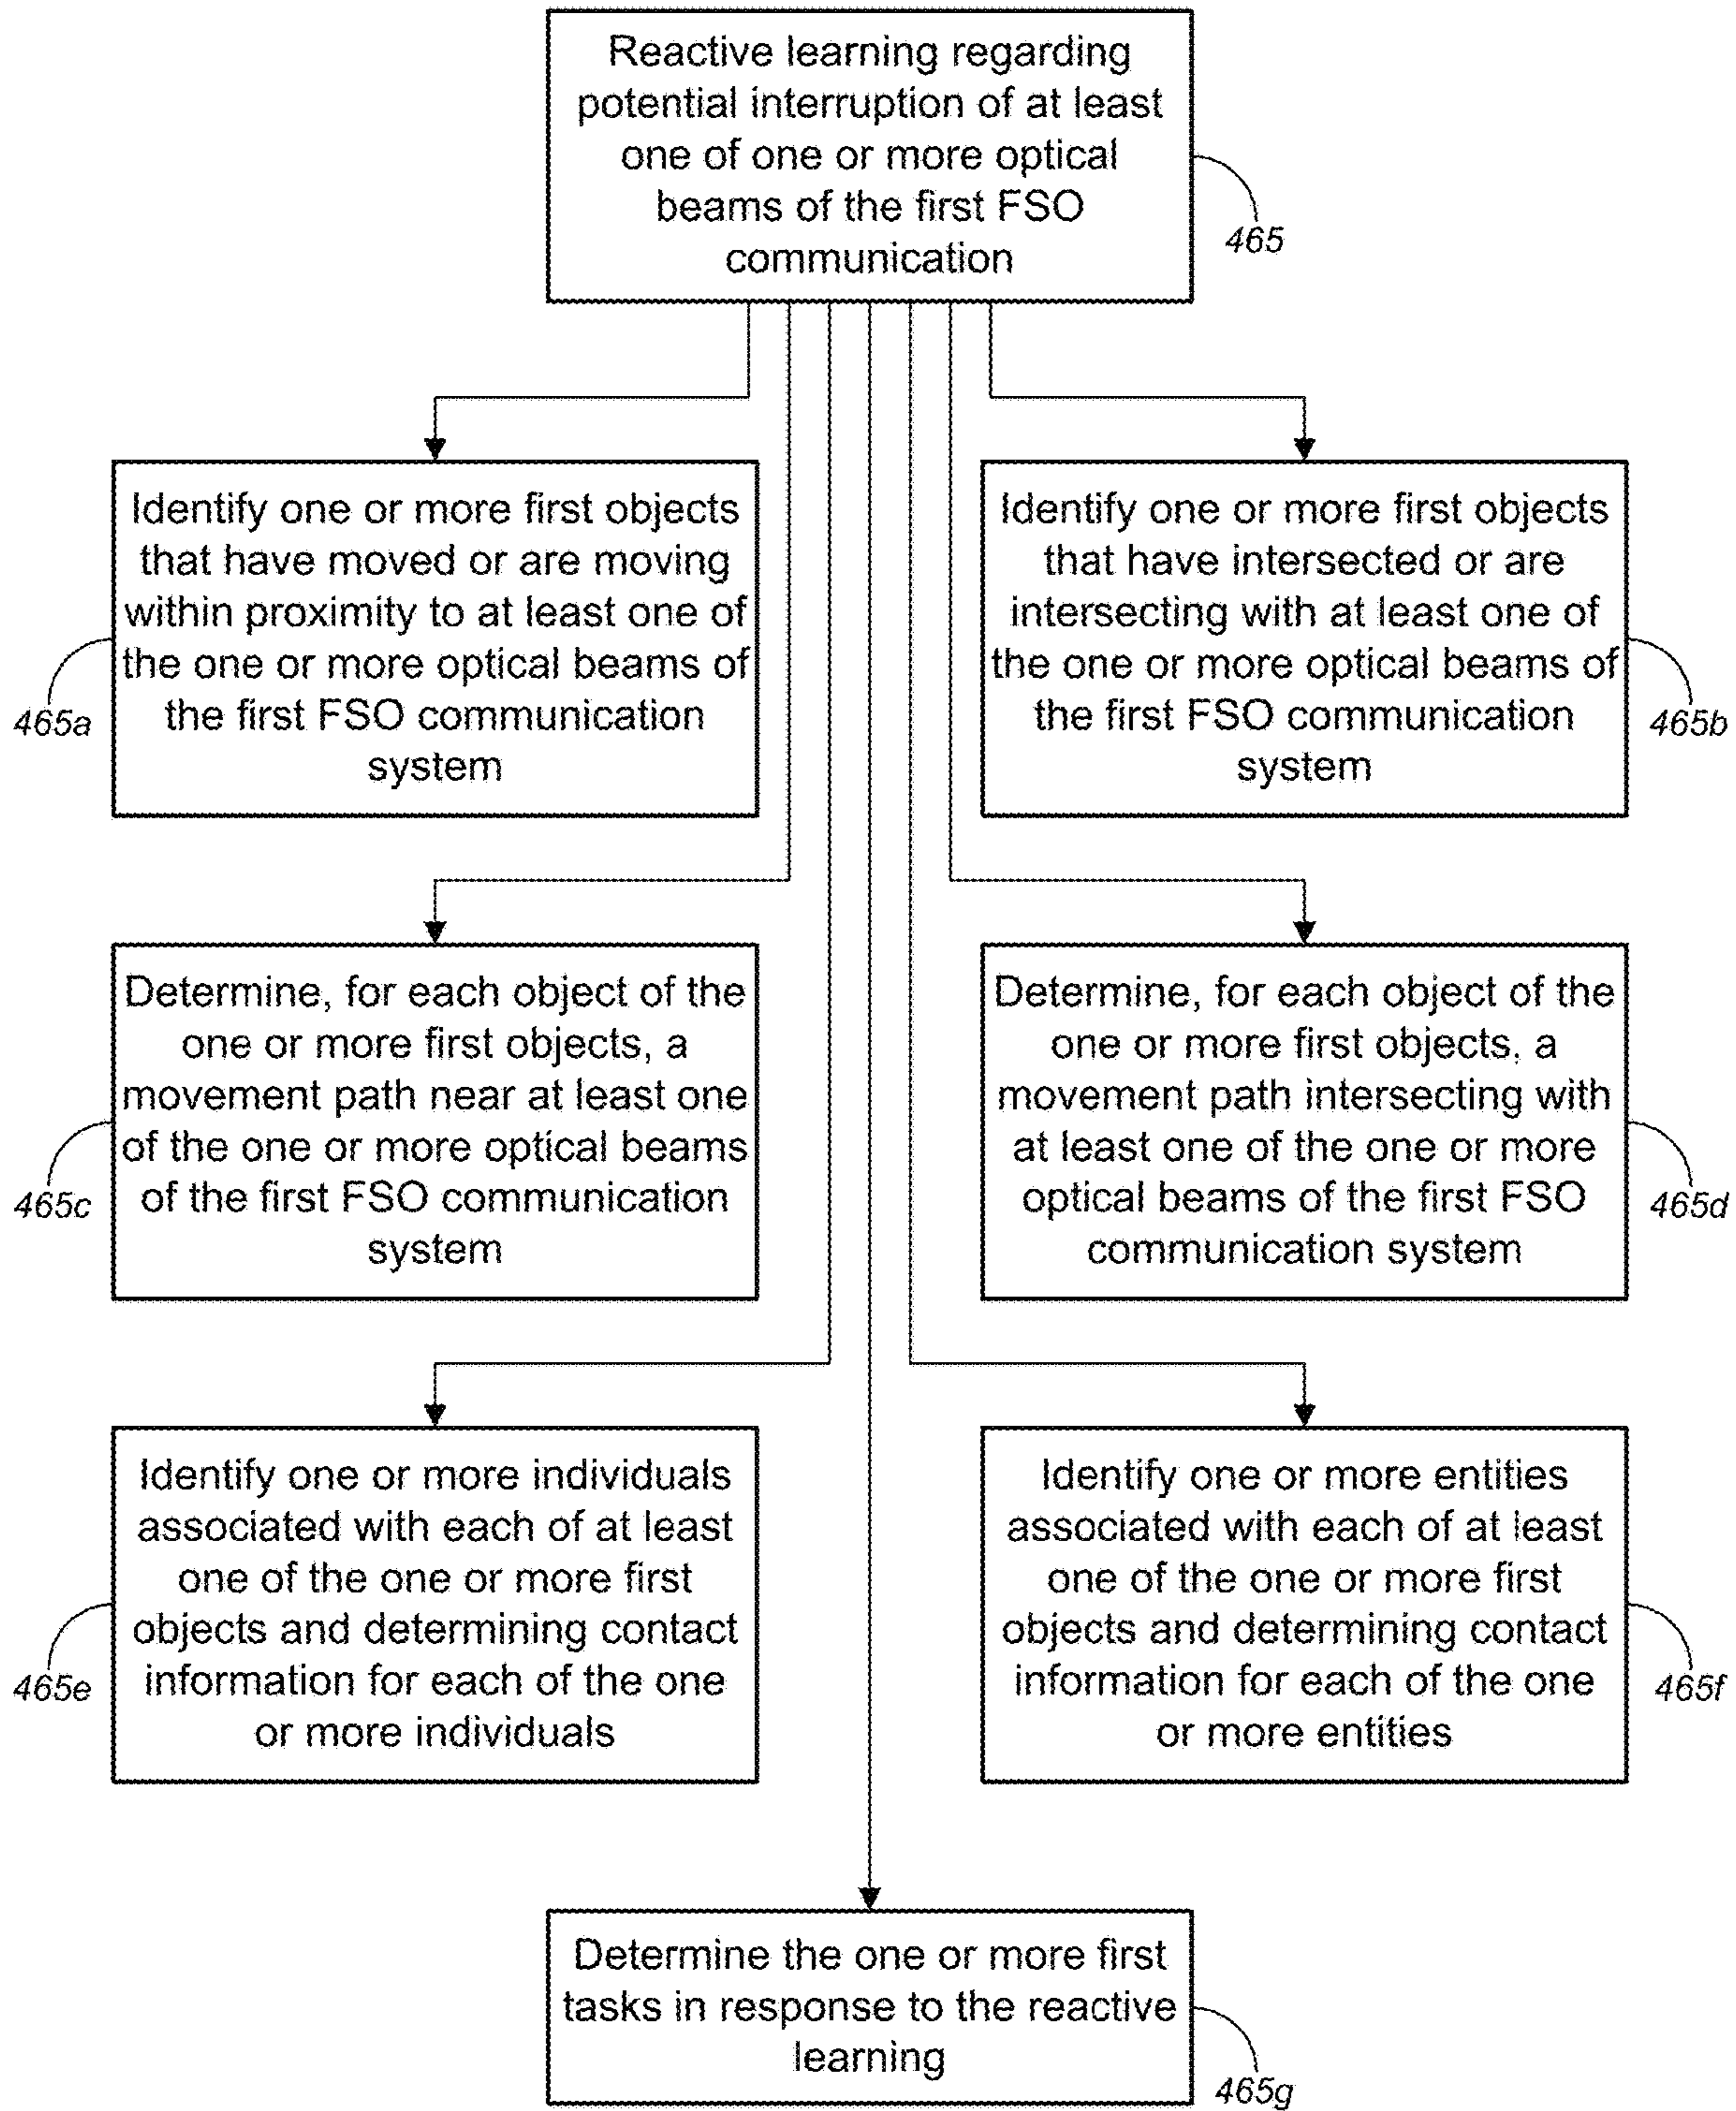 Reactive learning regarding
potential interruption of at least
one of one or more optical
beams of the first FSO
communication
465
Identify one or more first objects
that have moved or are moving
within proximity to at least one of
the one or more optical beams of
the first FSO communication
system
465a
Identify one or more first objects
that have intersected or are
intersecting with at least one of
the one or more optical beams of
the first FSO communication
system
465b
Determine, for each object of the
one or more first objects, a
movement path near at least one
of the one or more optical beams
of the first FSO communication
system
465c
Determine, for each object of the
one or more first objects, a
movement path intersecting with
at least one of the one or more
optical beams of the first FSO
communication system
465d
Identify one or more individuals
associated with each of at least
one of the one or more first
objects and determining contact
information for each of the one
or more individuals
465e
Identify one or more entities
associated with each of at least
one of the one or more first
objects and determining contact
information for each of the one
or more entities
465f
Determine the one or more first
tasks in response to the reactive
learning
465g